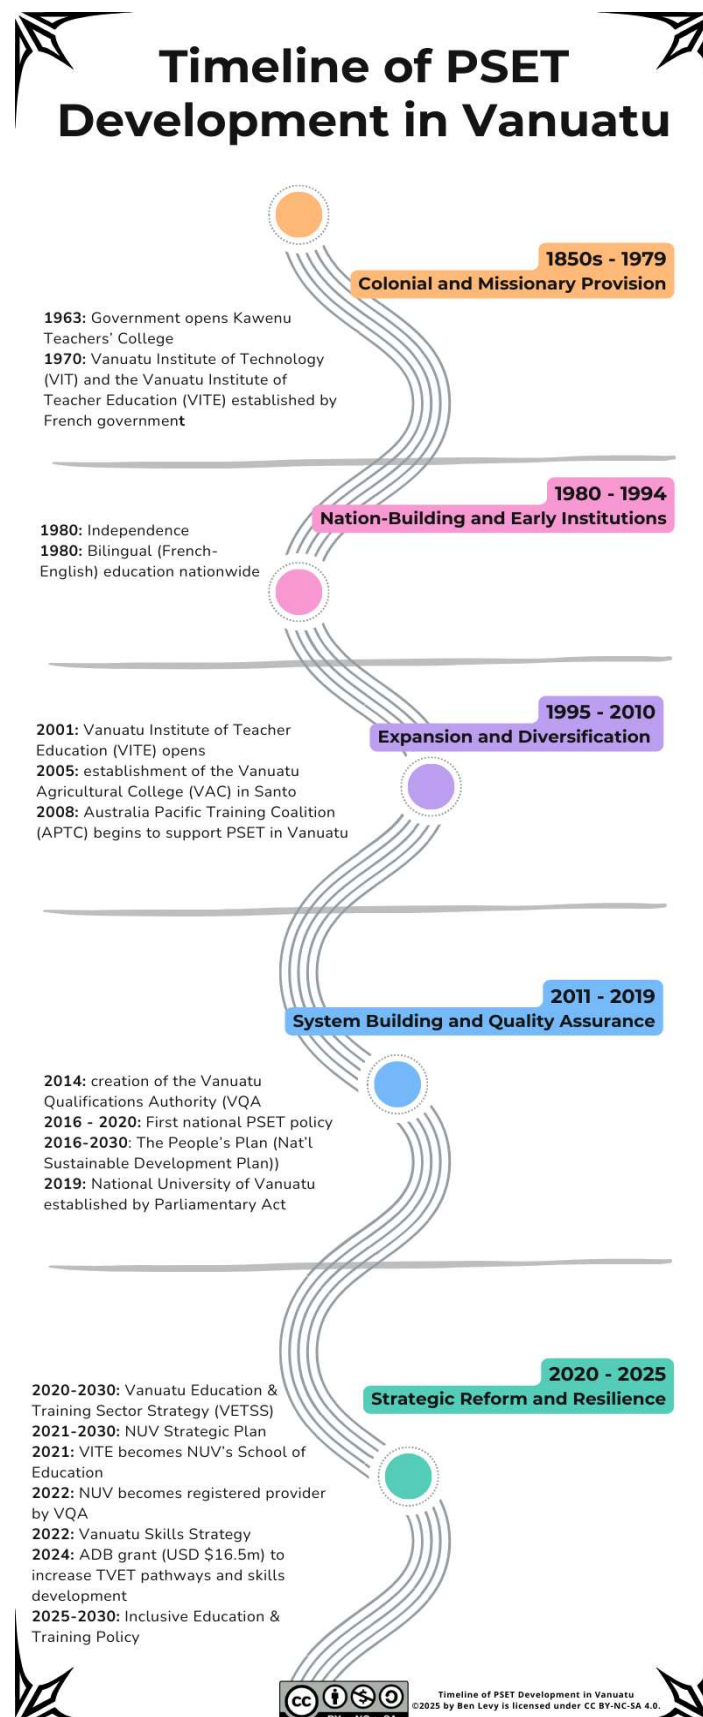 Timeline of PSET
Development in Vanuatu
1850s - 1979
Colonial and Missionary Provision
1963: Government opens Kawenu
Teachers' College
1970: Vanuatu Institute of Technology
(VIT) and the Vanuatu Institute of
Teacher Education (VITE) established by
French government
1980 - 1994
Nation-Building and Early Institutions
1980: Independence
1980: Bilingual (French-
English) education nationwide
1995 - 2010
Expansion and Diversification
2001: Vanuatu Institute of Teacher
Education (VITE) opens
2005: establishment of the Vanuatu
Agricultural College (VAC) in Santo
2008: Australia Pacific Training Coalition
(APTC) begins to support PSET in Vanuatu
2011 - 2019
System Building and Quality Assurance
2014: creation of the Vanuatu
Qualifications Authority (VQA
2016 - 2020: First national PSET policy
2016-2030: The People's Plan (Nat'l
Sustainable Development Plan))
2019: National University of Vanuatu
established by Parliamentary Act
2020 - 2025
Strategic Reform and Resilience
2020-2030: Vanuatu Education &
Training Sector Strategy (VETSS)
2021-2030: NUV Strategic Plan
2021: VITE becomes NUV's School of
Education
2022: NUV becomes registered provider
by VQA
2022: Vanuatu Skills Strategy
2024: ADB grant (USD $16.5m) to
increase TVET pathways and skills
development
2025-2030: Inclusive Education &
Training Policy
cc
Timeline of PSET Development in Vanuatu
©2025 by Ben Levy is licensed under CC BY-NC-SA 4.0.